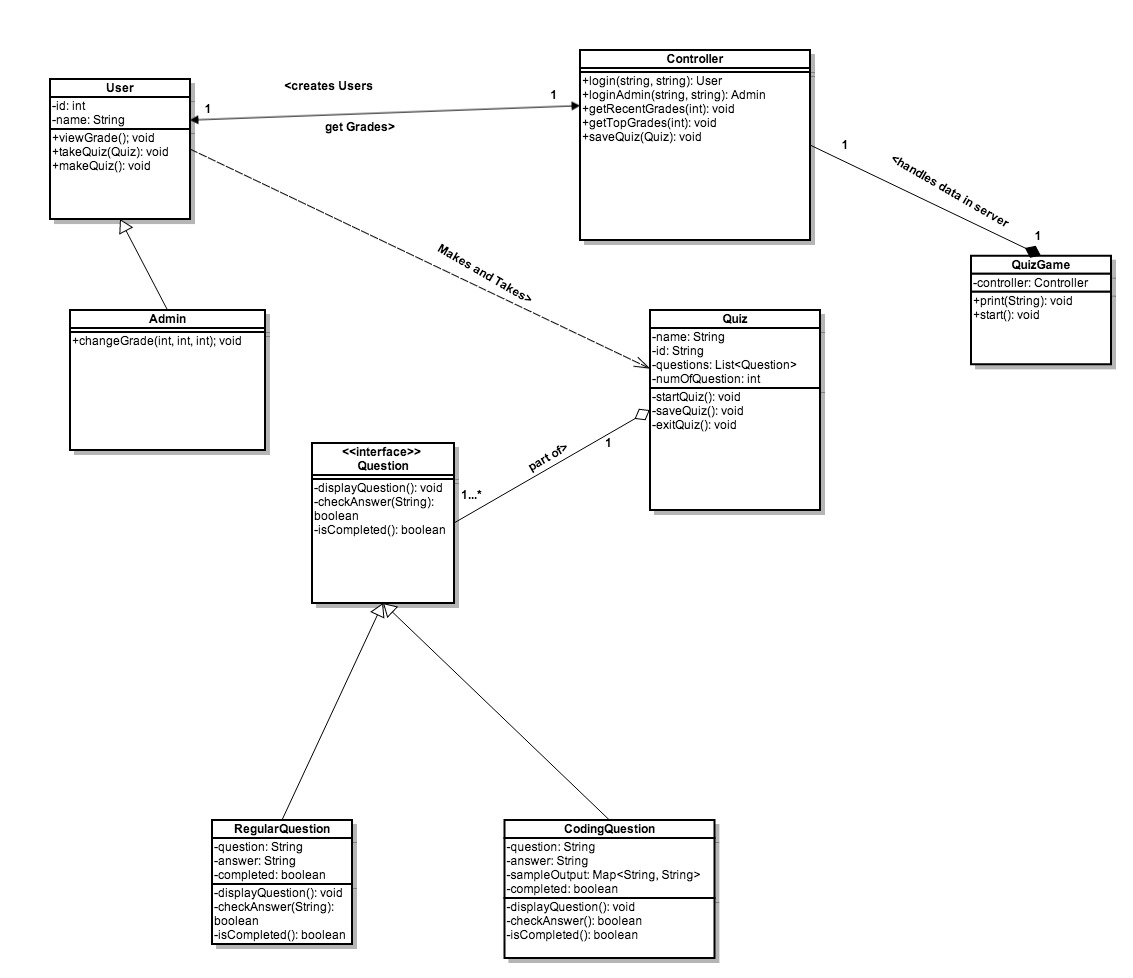 User
-id: int
-name: String
+viewGrade(); void
+takeQuiz(Quiz): void
+makeQuiz(): void
<creates Users
1
1
get Grades>
Controller
+login(string, string): User
+loginAdmin(string, string): Admin
+getRecentGrades(int): void
+getTopGrades(int): void
+saveQuiz(Quiz): void
1
<handles data in server
1
QuizGame
-controller: Controller
+print(String): void
+start(): void
Makes and Takes>
Admin
+changeGrade(int, int, int); void
Quiz
-name: String
-id: String
-questions: List<Question>
-numOfQuestion: int
-startQuiz(): void
-saveQuiz(): void
-exitQuiz(): void
1
part of>
1...*
<<interface>>
Question
-displayQuestion(): void
-checkAnswer(String):
boolean
-isCompleted(): boolean
RegularQuestion
-question: String
-answer: String
-completed: boolean
-displayQuestion(): void
-checkAnswer(String):
boolean
-isCompleted(): boolean
CodingQuestion
-question: String
-answer: String
-sampleOutput: Map<String, String>
-completed: boolean
-displayQuestion(): void
-checkAnswer(): boolean
-isCompleted(): boolean